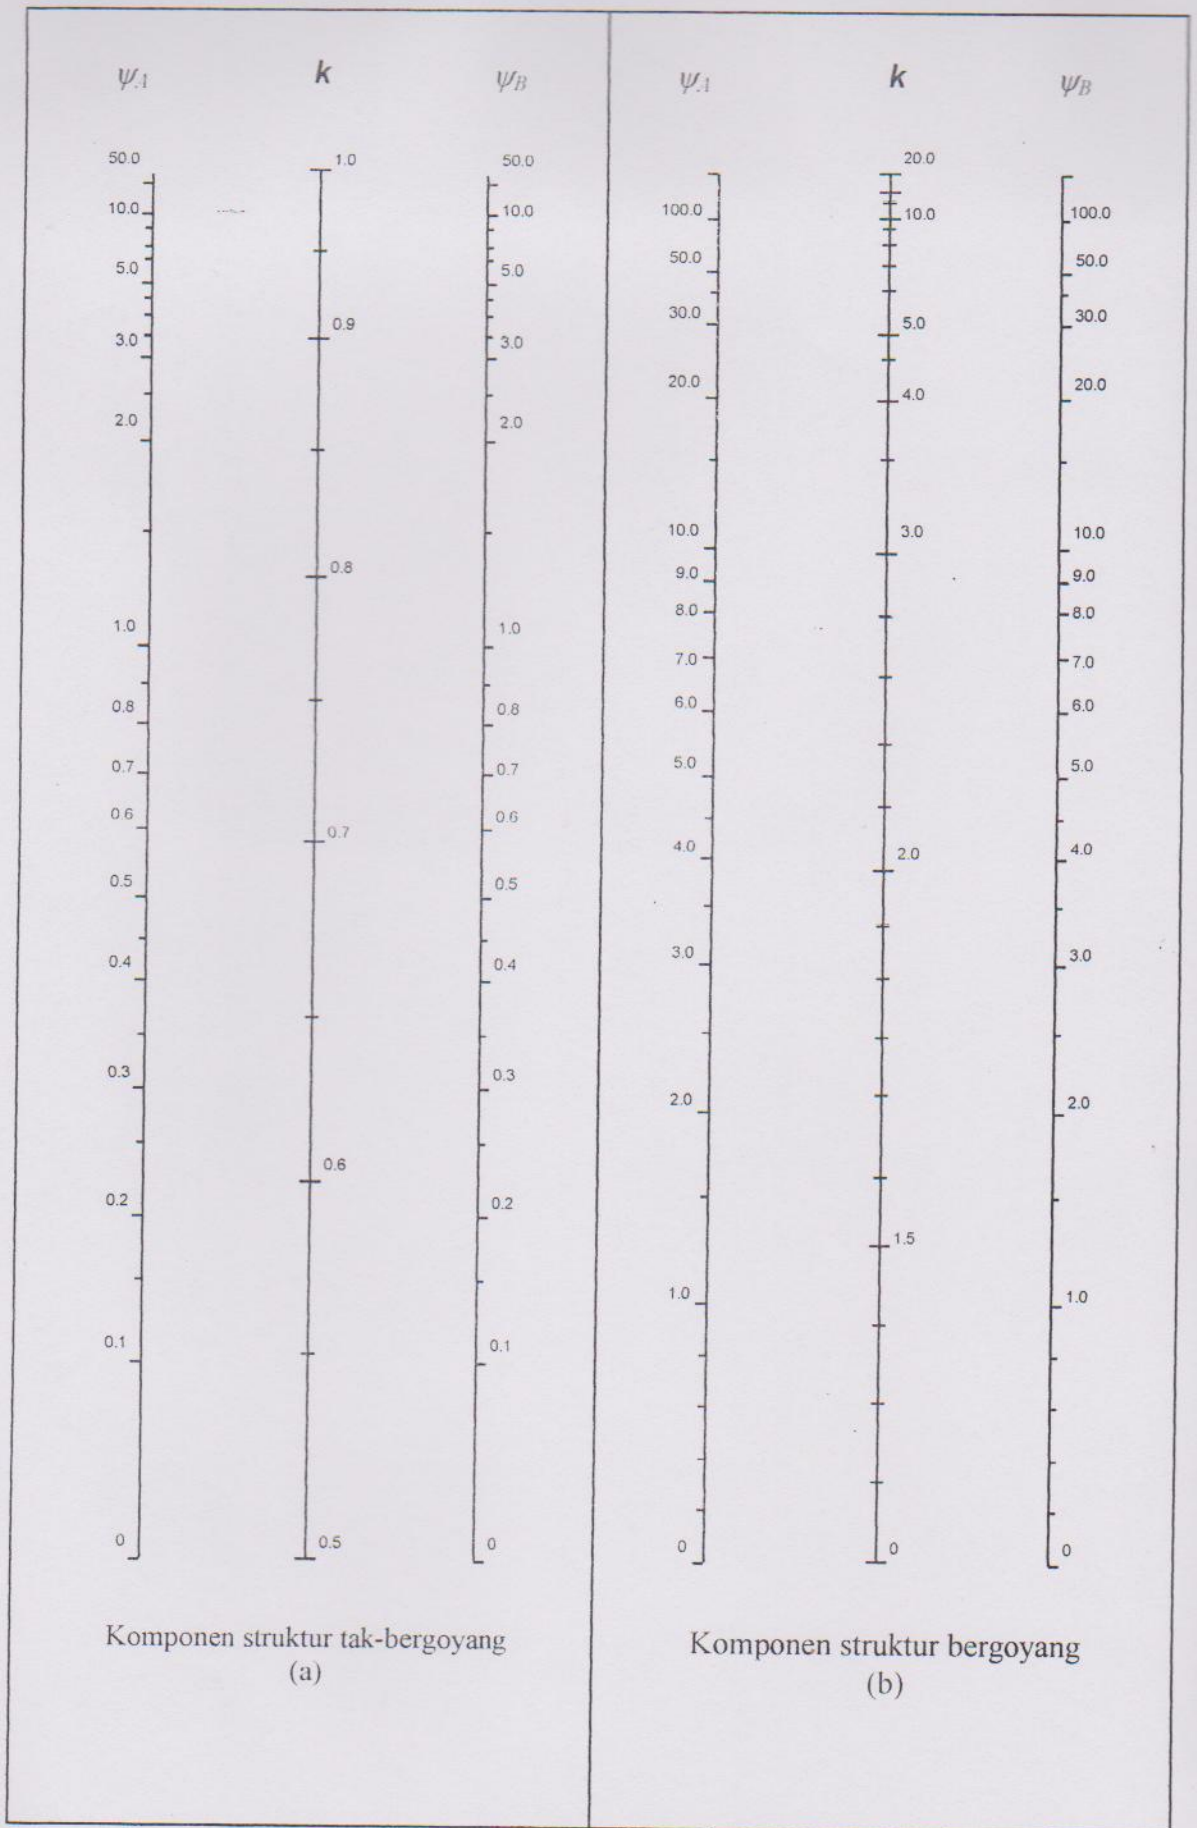 ψA k ψB
50.0 1.0 50.0
10.0 10.0
5.0 5.0
0.9
3.0 3.0
2.0 2.0
0.8
1.0 1.0
0.8 0.8
0.7 0.7
0.6 0.6
0.7
0.5 0.5
0.4 0.4
0.3 0.3
0.6
0.2 0.2
0.1 0.1
0 0.5 0
Komponen struktur tak-bergoyang
(a)
ψA k ψB
20.0
100.0 10.0 100.0
50.0 50.0
30.0 5.0 30.0
20.0 4.0 20.0
10.0 3.0 10.0
9.0 9.0
8.0 8.0
7.0 7.0
6.0 6.0
5.0 5.0
4.0 2.0 4.0
3.0 3.0
2.0 2.0
1.5
1.0 1.0
0 0 0
Komponen struktur bergoyang
(b)